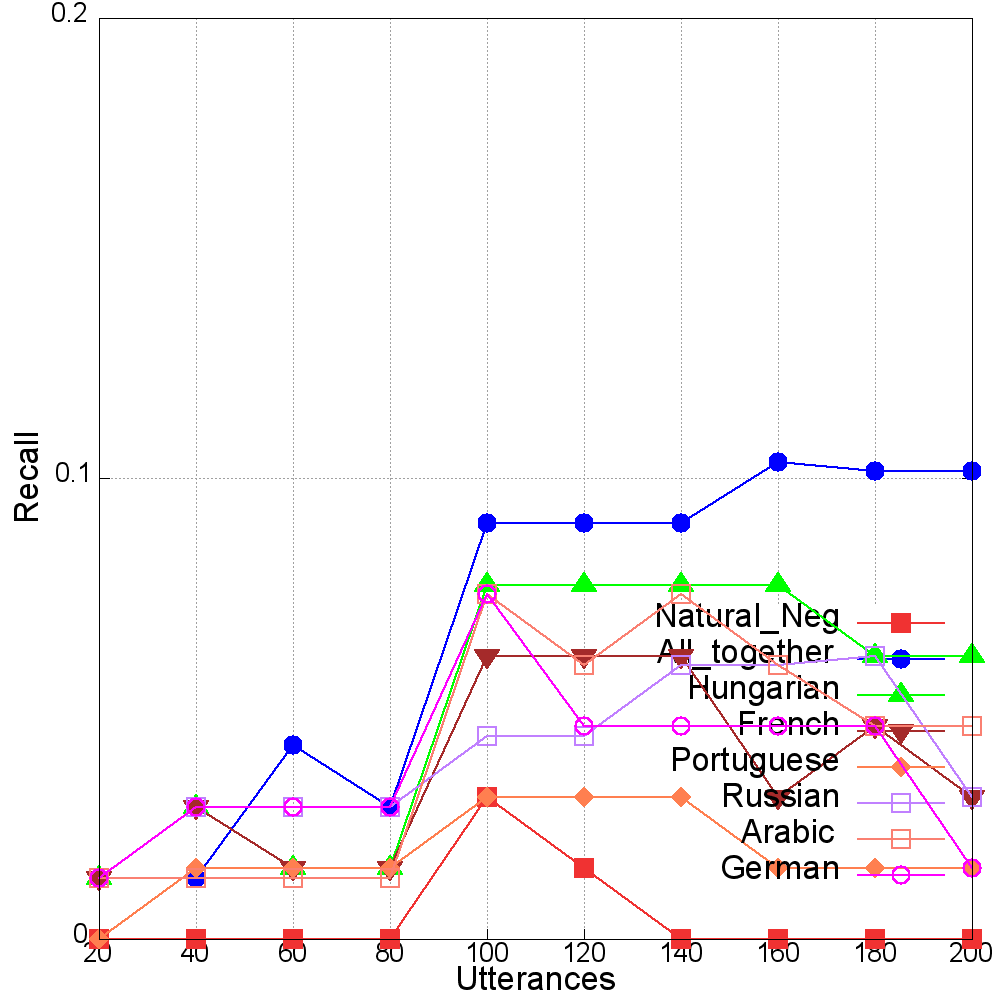 0.2
0.1
0
Recall
Natural_Neg
All_together
Hungarian
French
Portuguese
Russian
Arabic
German
20 40 60 80 100 120 140 160 180 200
Utterances